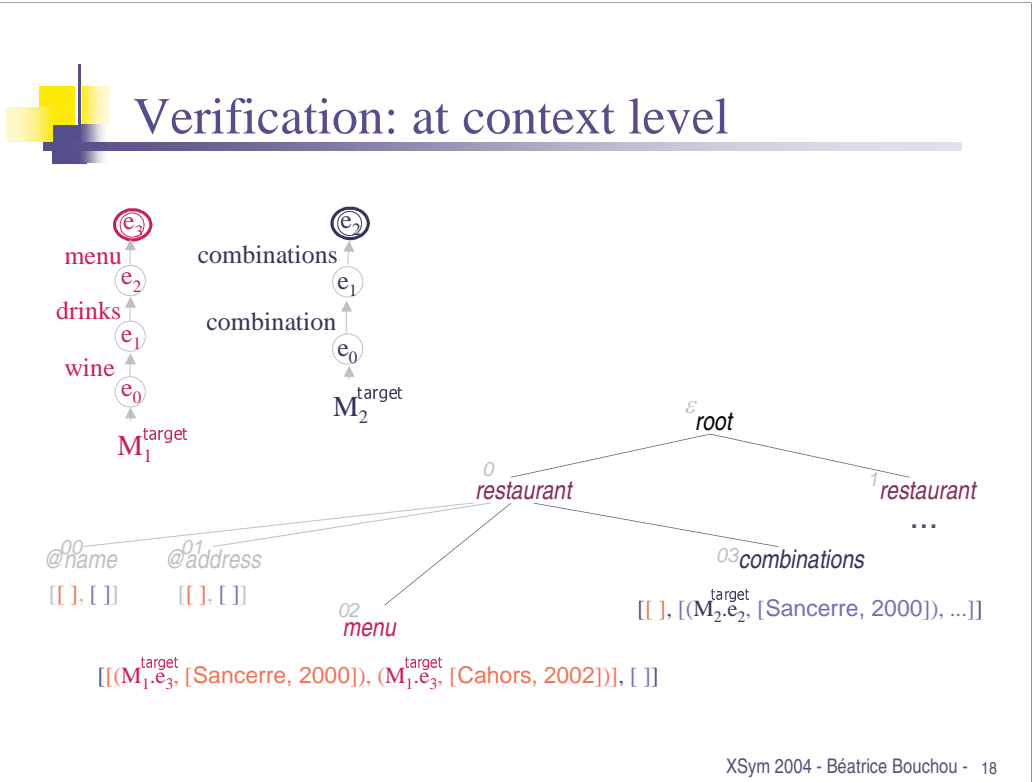 Verification: at context level
e3
menu
e2
drinks
e1
wine
e0
M1target
e2
combinations
e1
combination
e0
M2target
ε
root
0
restaurant
1
restaurant
...
00
@name
[[ ], [ ]]
01
@address
[[ ], [ ]]
02
menu
03
combinations
[[ ], [(M2target.e2, [Sancerre, 2000]), ...]]
[[(M1target.e3, [Sancerre, 2000]), (M1target.e3, [Cahors, 2002])], [ ]]
XSym 2004 - Béatrice Bouchou - 18